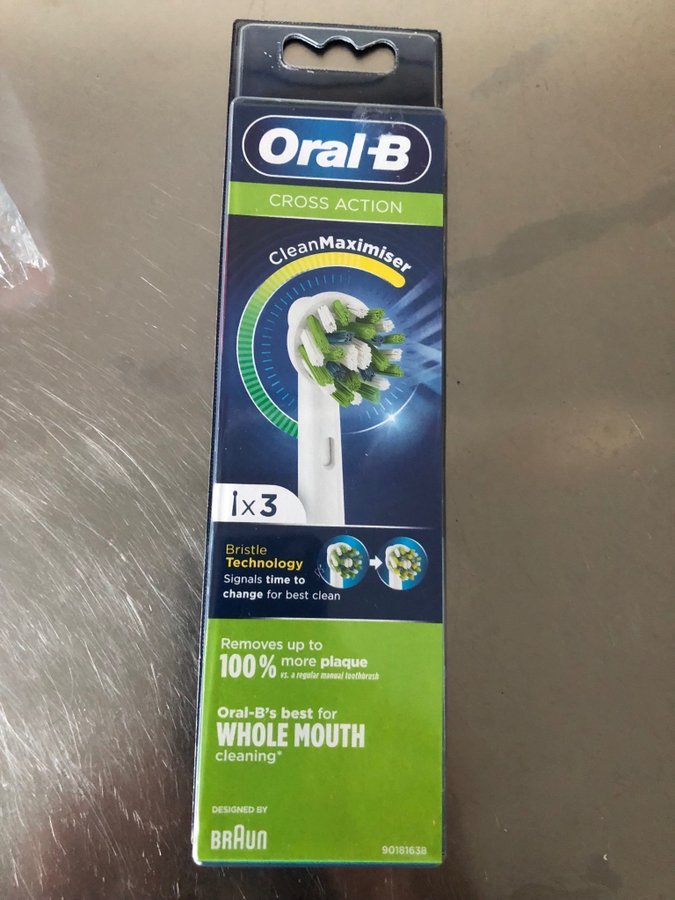 Oral-B
CROSS ACTION
CleanMaximiser
x 3
Bristle
Technology
Signals time to
change for best clean
Removes up to
100% more plaque
vs. a regular manual toothbrush
Oral-B's best for
WHOLE MOUTH
cleaning*
DESIGNED BY
BRAUN
90181638